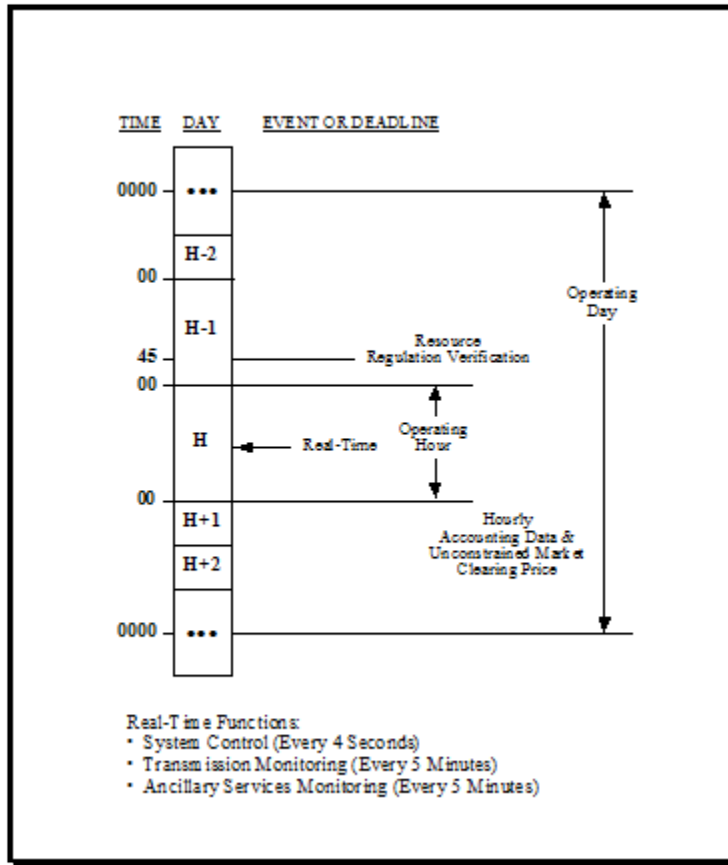 TIME DAY EVENT OR DEADLINE
0000 •••
H-2
00
H-1
Operating
Day
Resource
45 Regulation Verification
00
Operating
Hour
H Real-Time
00
H+1 Hourly
Accounting Data &
Unconstrained Market
Clearing Price
H+2
0000 •••
Real-Time Functions:
• System Control (Every 4 Seconds)
• Transmission Monitoring (Every 5 Minutes)
• Ancillary Services Monitoring (Every 5 Minutes)